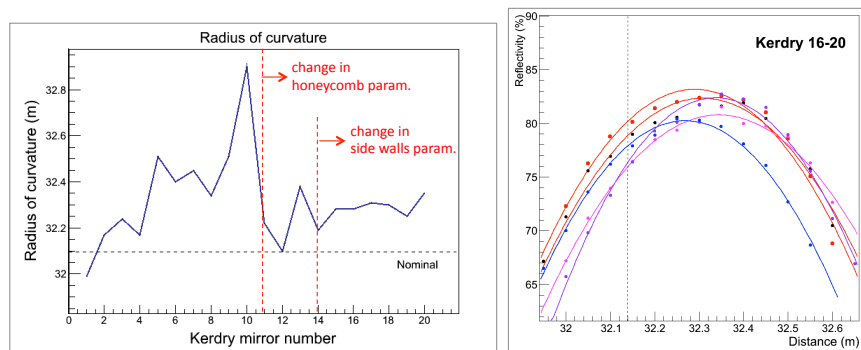 Radius of curvature
Radius of curvature (m)
32.8
32.6
32.4
32.2
32
change in
honeycomb param.
change in
side walls param.
Nominal
0 2 4 6 8 10 12 14 16 18 20
Kerdry mirror number
Reflectivity (%)
90
85
80
75
70
65
Kerdry 16-20
32 32.1 32.2 32.3 32.4 32.5 32.6
Distance (m)